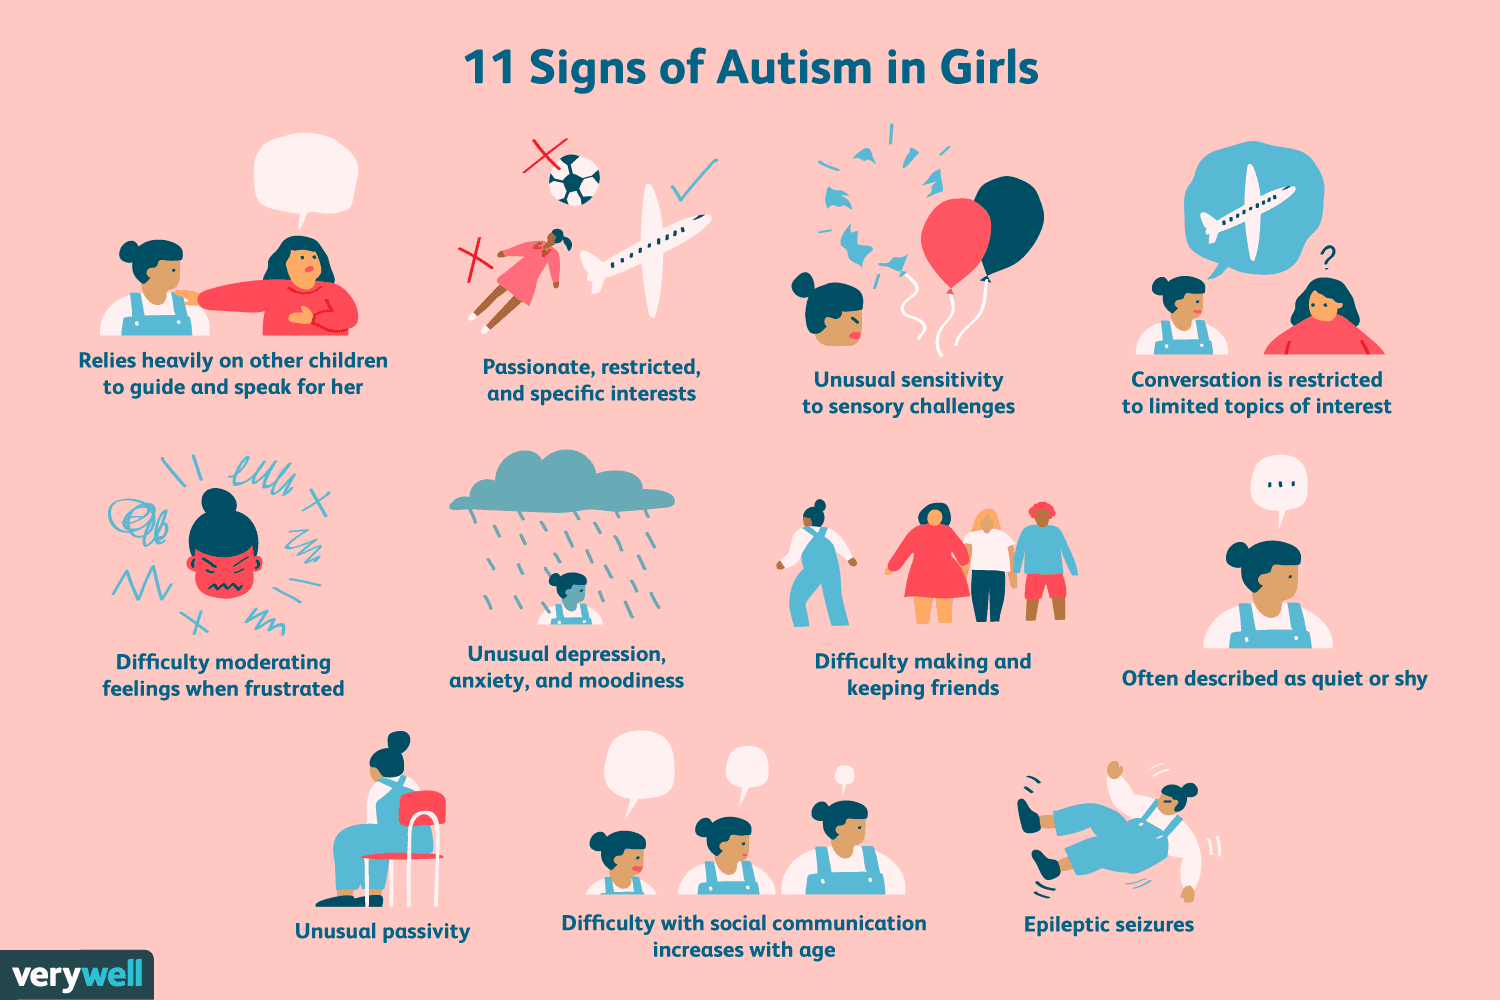 11 Signs of Autism in Girls
Relies heavily on other children
to guide and speak for her
Passionate, restricted,
and specific interests
Unusual sensitivity
to sensory challenges
Conversation is restricted
to limited topics of interest
?
Difficulty moderating
feelings when frustrated
Unusual depression,
anxiety, and moodiness
Difficulty making and
keeping friends
...
Often described as quiet or shy
Unusual passivity
Difficulty with social communication
increases with age
Epileptic seizures
verywell